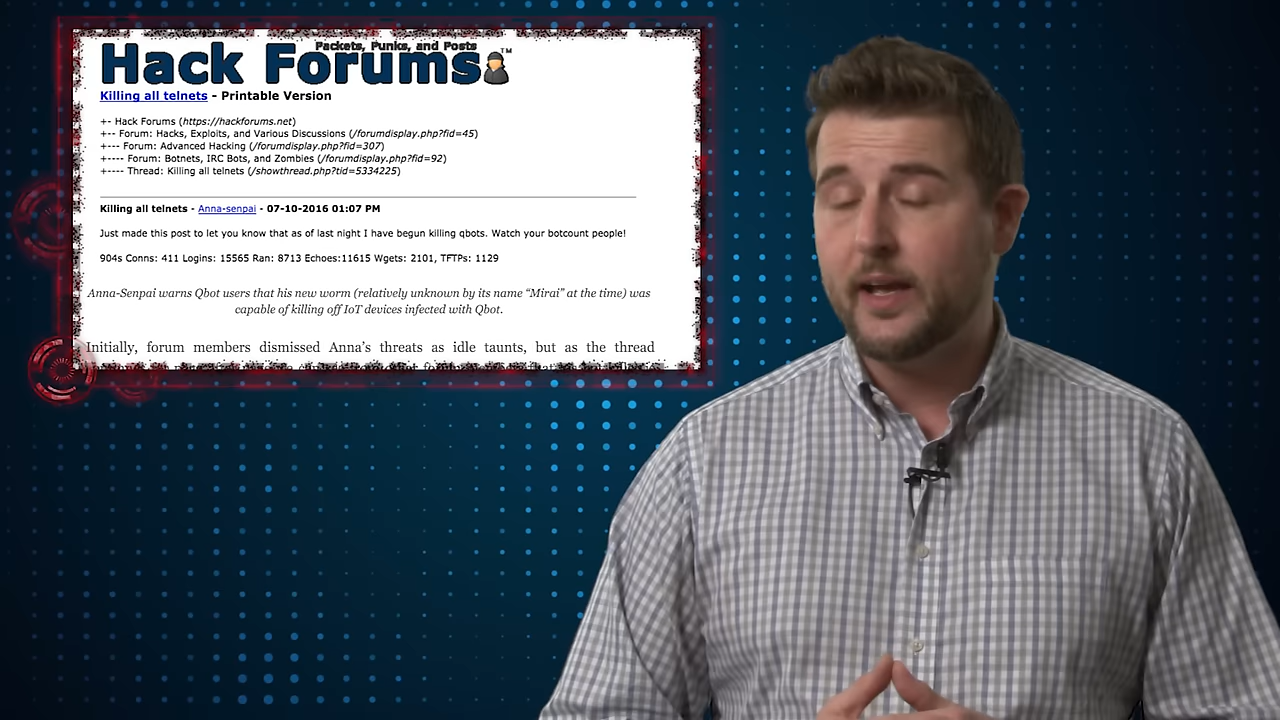 Packets, Punks, and Posts
Hack Forums™
Killing all telnets - Printable Version
+- Hack Forums (https://hackforums.net)
+-- Forum: Hacks, Exploits, and Various Discussions (/forumdisplay.php?fid=45)
+--- Forum: Advanced Hacking (/forumdisplay.php?fid=307)
+---- Forum: Botnets, IRC Bots, and Zombies (/forumdisplay.php?fid=92)
+---- Thread: Killing all telnets (/showthread.php?tid=5334225)
Killing all telnets - Anna-senpai - 07-10-2016 01:07 PM
Just made this post to let you know that as of last night I have begun killing qbots. Watch your botcount people!
904s Conns: 411 Logins: 15565 Ran: 8713 Echoes:11615 Wgets: 2101, TFTPs: 1129
Anna-Senpai warns Qbot users that his new worm (relatively unknown by its name “Mirai” at the time) was
capable of killing off IoT devices infected with Qbot.
Initially, forum members dismissed Anna’s threats as idle taunts, but as the thread